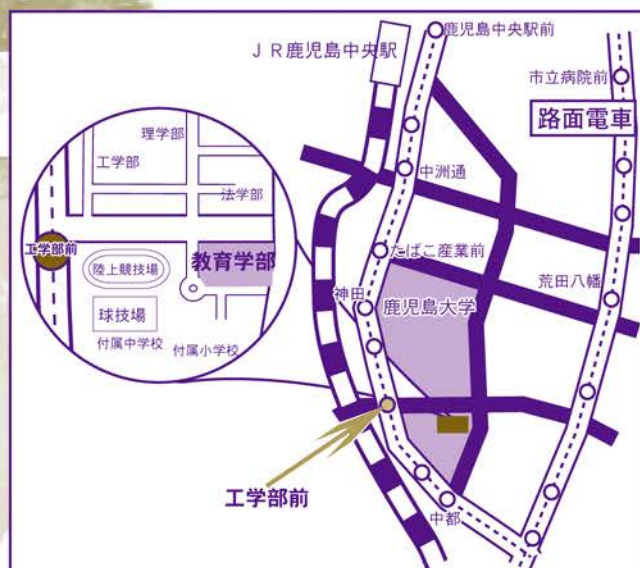 鹿児島中央駅前
ＪＲ鹿児島中央駅
市立病院前
路面電車
理学部
工学部
法学部
中洲通
工学部前
教育学部
陸上競技場
たばこ産業前
荒田八幡
神田
鹿児島大学
球技場
付属中学校
付属小学校
工学部前
中都